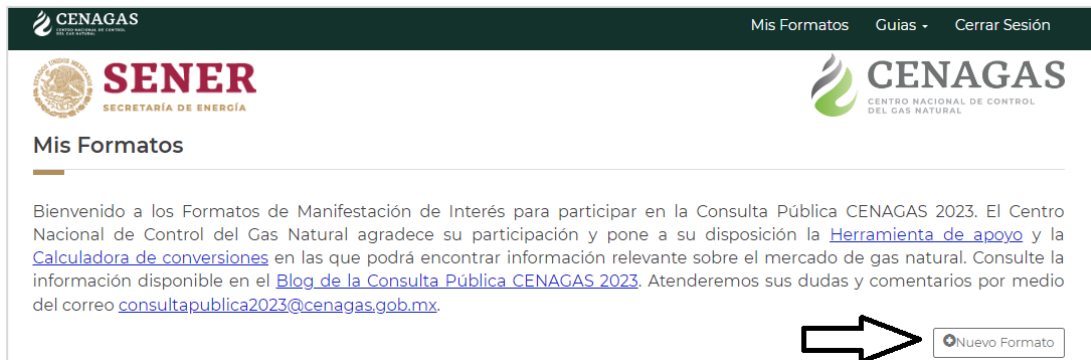 CENAGAS
CENTRO NACIONAL DE CONTROL
DEL GAS NATURAL
Mis Formatos Guias Cerrar Sesión
SENER
SECRETARÍA DE ENERGÍA
CENAGAS
CENTRO NACIONAL DE CONTROL
DEL GAS NATURAL
Mis Formatos
Bienvenido a los Formatos de Manifestación de Interés para participar en la Consulta Pública CENAGAS 2023. El Centro
Nacional de Control del Gas Natural agradece su participación y pone a su disposición la Herramienta de apoyo y la
Calculadora de conversiones en las que podrá encontrar información relevante sobre el mercado de gas natural. Consulte la
información disponible en el Blog de la Consulta Pública CENAGAS 2023. Atenderemos sus dudas y comentarios por medio
del correo consultapublica2023@cenagas.gob.mx.
Nuevo Formato